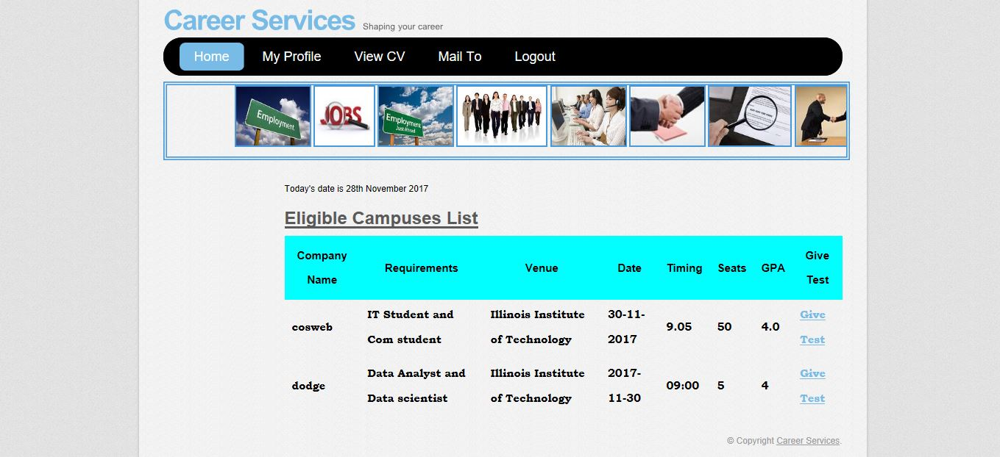 Career Services Shaping your career
Home My Profile View CV Mail To Logout
Employment
JOBS
Employment
Just Ahead
Today's date is 28th November 2017
Eligible Campuses List
Company Name Requirements Venue Date Timing Seats GPA Give Test
cosweb IT Student and Com student Illinois Institute of Technology 30-11-2017 9.05 50 4.0 Give Test
dodge Data Analyst and Data scientist Illinois Institute of Technology 2017-11-30 09:00 5 4 Give Test
© Copyright Career Services.